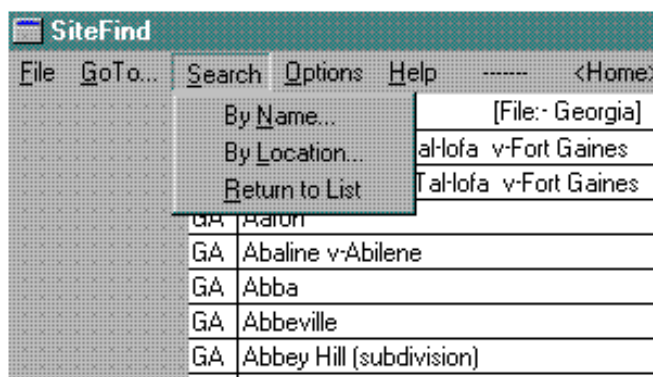 SiteFind
File GoTo... Search Options Help ------- <Home>
By Name... [File:- Georgia]
By Location... al-lofa v-Fort Gaines
Return to List Tal-lofa v-Fort Gaines
GA Aaron
GA Abaline v-Abilene
GA Abba
GA Abbeville
GA Abbey Hill (subdivision)